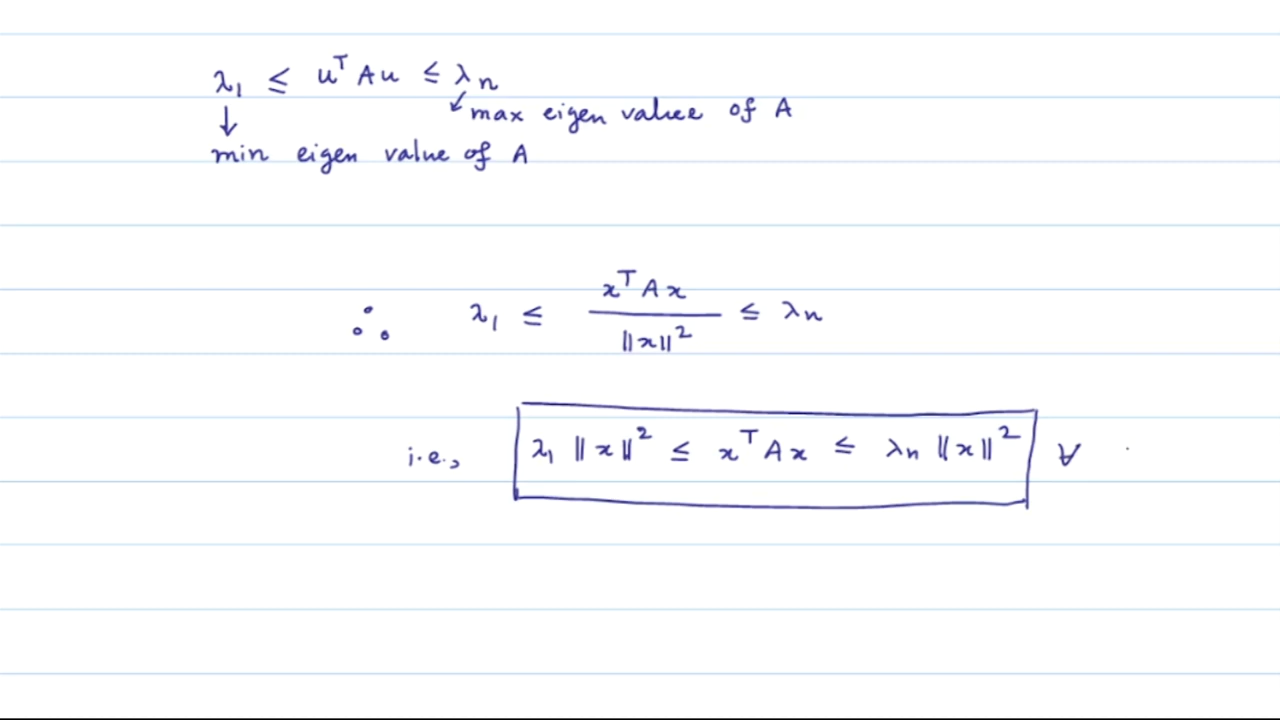 λ₁ ≤ uᵀAu ≤ λn
↓ ↙ max eigen value of A
min eigen value of A
∴ λ₁ ≤ xᵀAx / ||x||² ≤ λn
i.e., λ₁ ||x||² ≤ xᵀAx ≤ λn ||x||² ∀